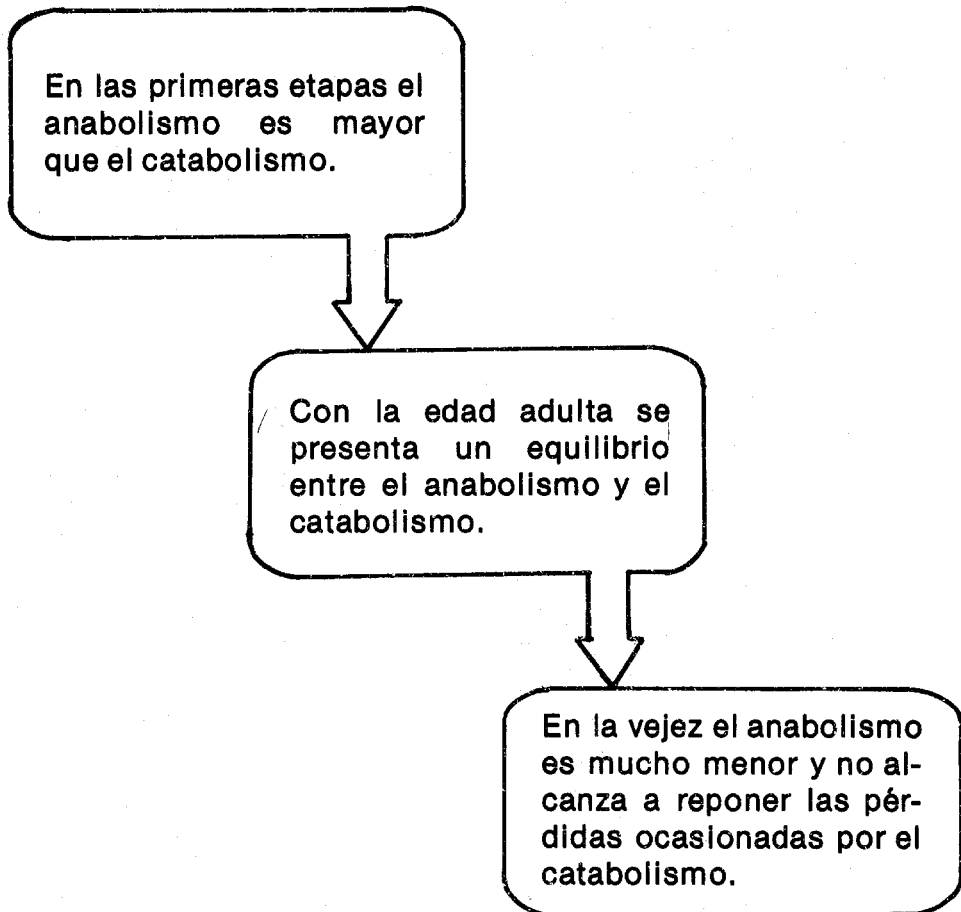 En las primeras etapas el
anabolismo es mayor
que el catabolismo.
Con la edad adulta se
presenta un equilibrio
entre el anabolismo y el
catabolismo.
En la vejez el anabolismo
es mucho menor y no al-
canza a reponer las pér-
didas ocasionadas por el
catabolismo.